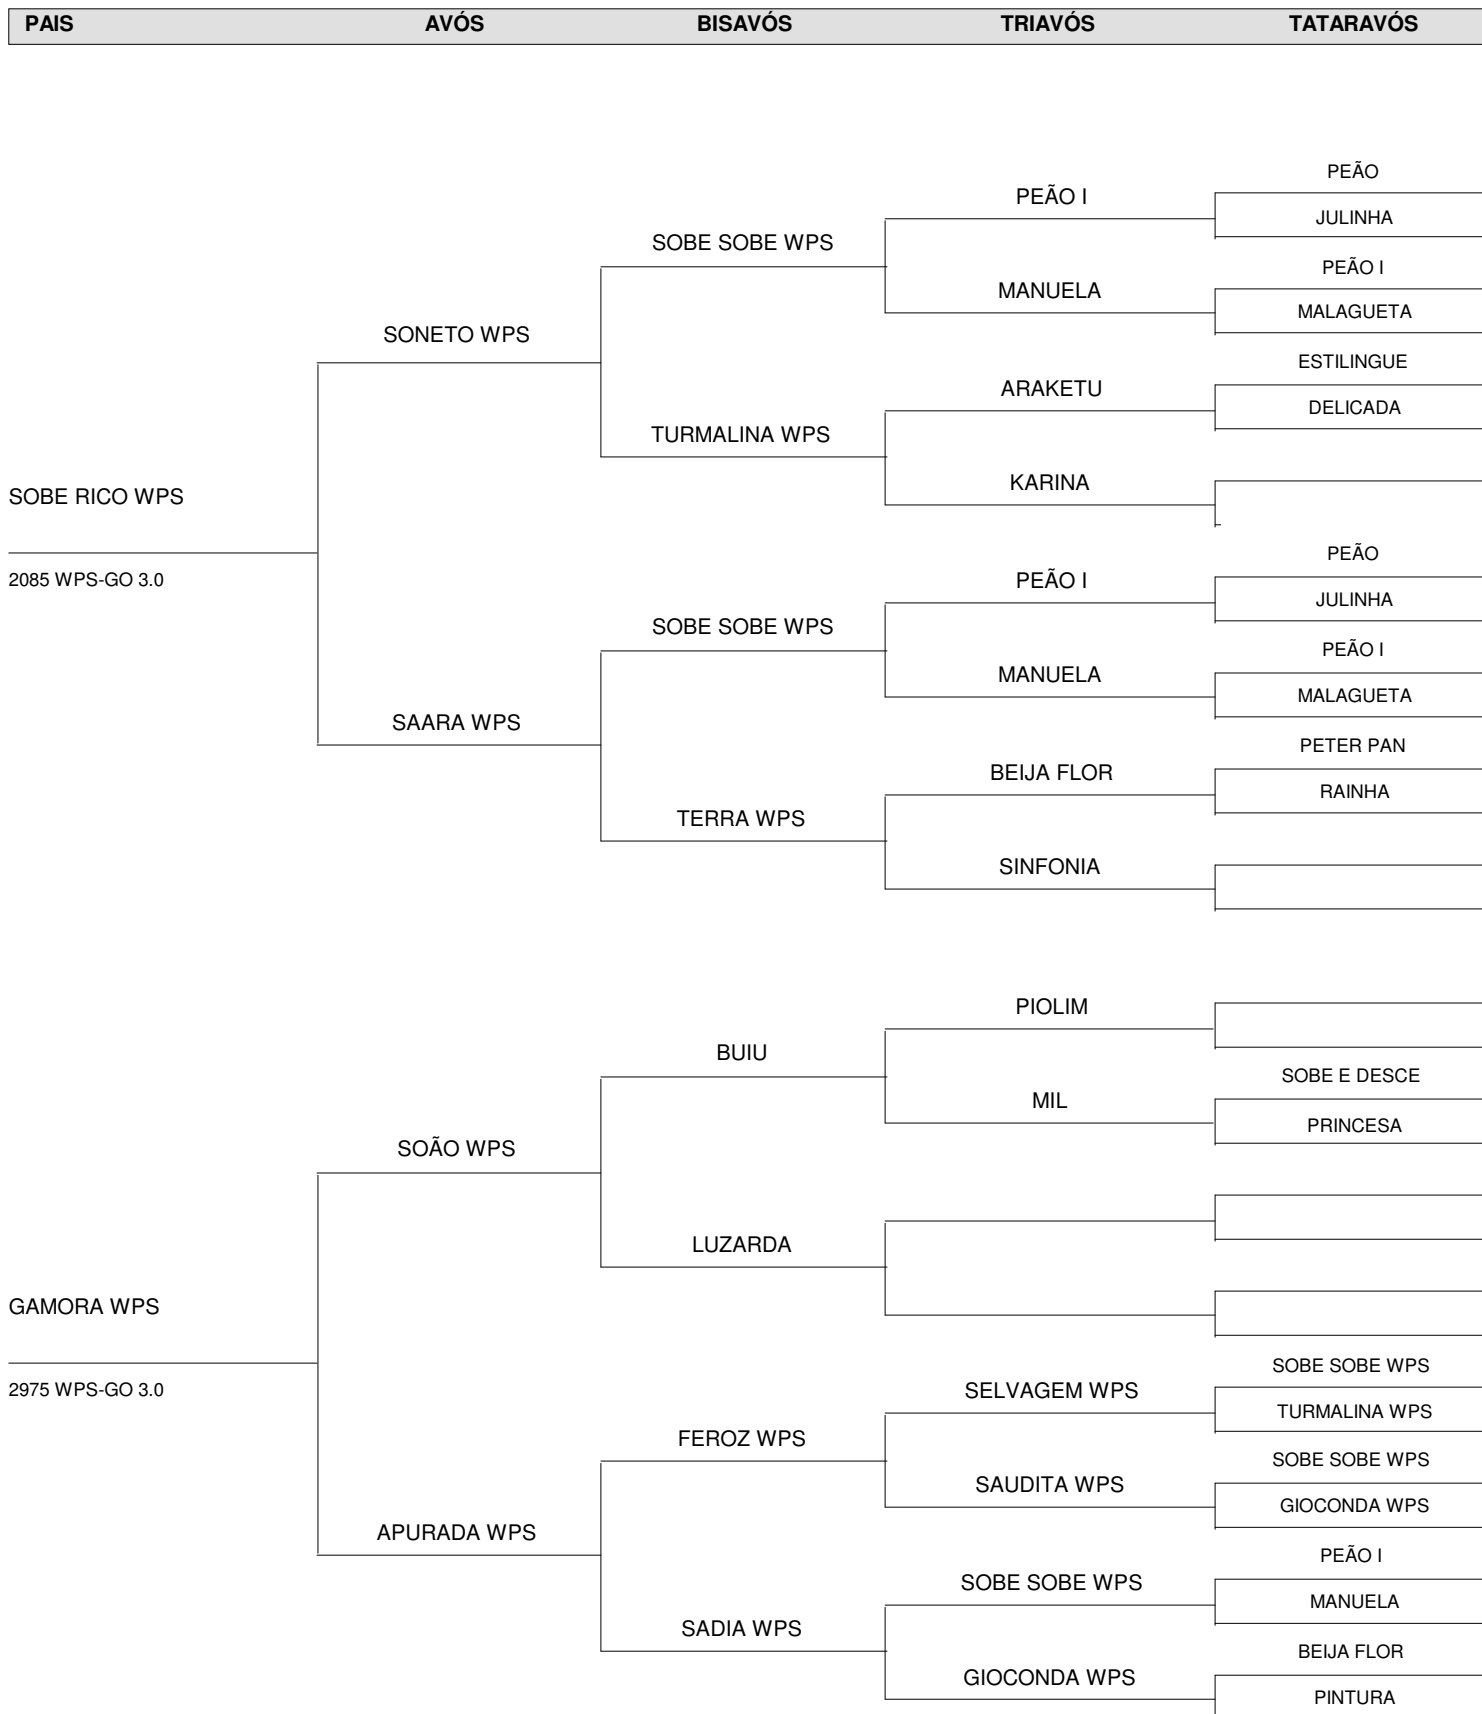 PAIS AVÓS BISAVÓS TRIAVÓS TATARAVÓS
PEÃO
PEÃO I
JULINHA
SOBE SOBE WPS
PEÃO I
MANUELA
MALAGUETA
SONETO WPS
ESTILINGUE
ARAKETU
DELICADA
TURMALINA WPS
KARINA
SOBE RICO WPS
PEÃO
2085 WPS-GO 3.0
PEÃO I
JULINHA
SOBE SOBE WPS
PEÃO I
MANUELA
MALAGUETA
SAARA WPS
PETER PAN
BEIJA FLOR
RAINHA
TERRA WPS
SINFONIA
PIOLIM
BUIU
SOBE E DESCE
MIL
PRINCESA
SOÃO WPS
LUZARDA
GAMORA WPS
SOBE SOBE WPS
2975 WPS-GO 3.0
SELVAGEM WPS
TURMALINA WPS
FEROZ WPS
SOBE SOBE WPS
SAUDITA WPS
GIOCONDA WPS
APURADA WPS
PEÃO I
SOBE SOBE WPS
MANUELA
SADIA WPS
BEIJA FLOR
GIOCONDA WPS
PINTURA